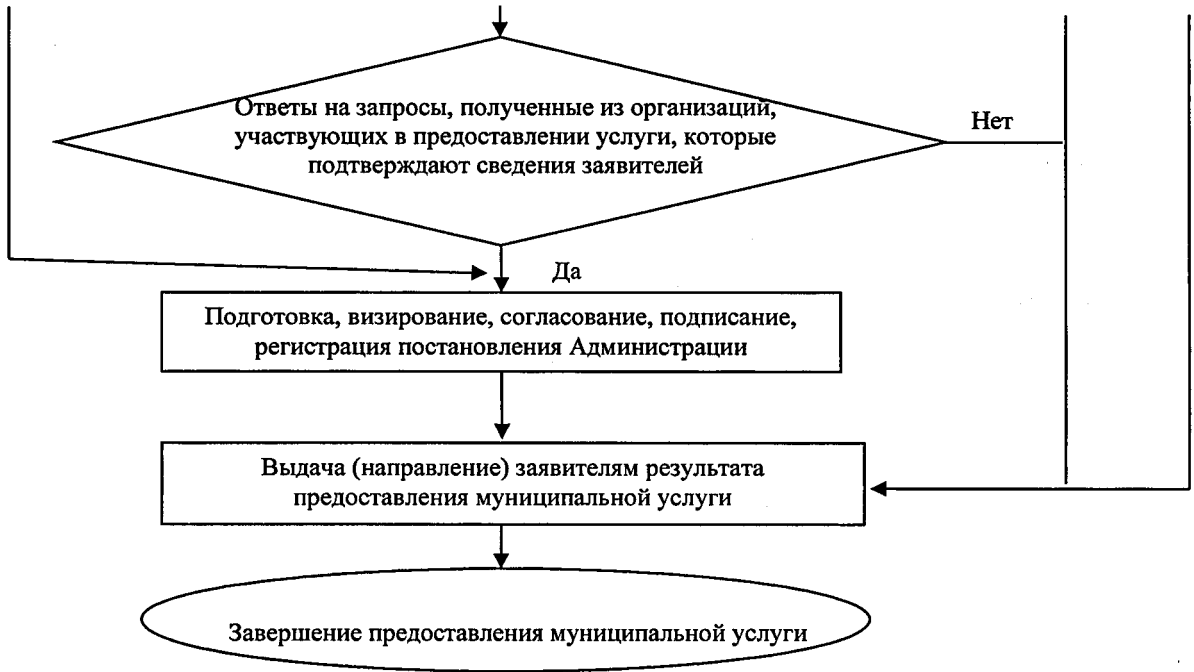 Ответы на запросы, полученные из организаций,
участвующих в предоставлении услуги, которые
подтверждают сведения заявителей
Нет
Да
Подготовка, визирование, согласование, подписание,
регистрация постановления Администрации
Выдача (направление) заявителям результата
предоставления муниципальной услуги
Завершение предоставления муниципальной услуги